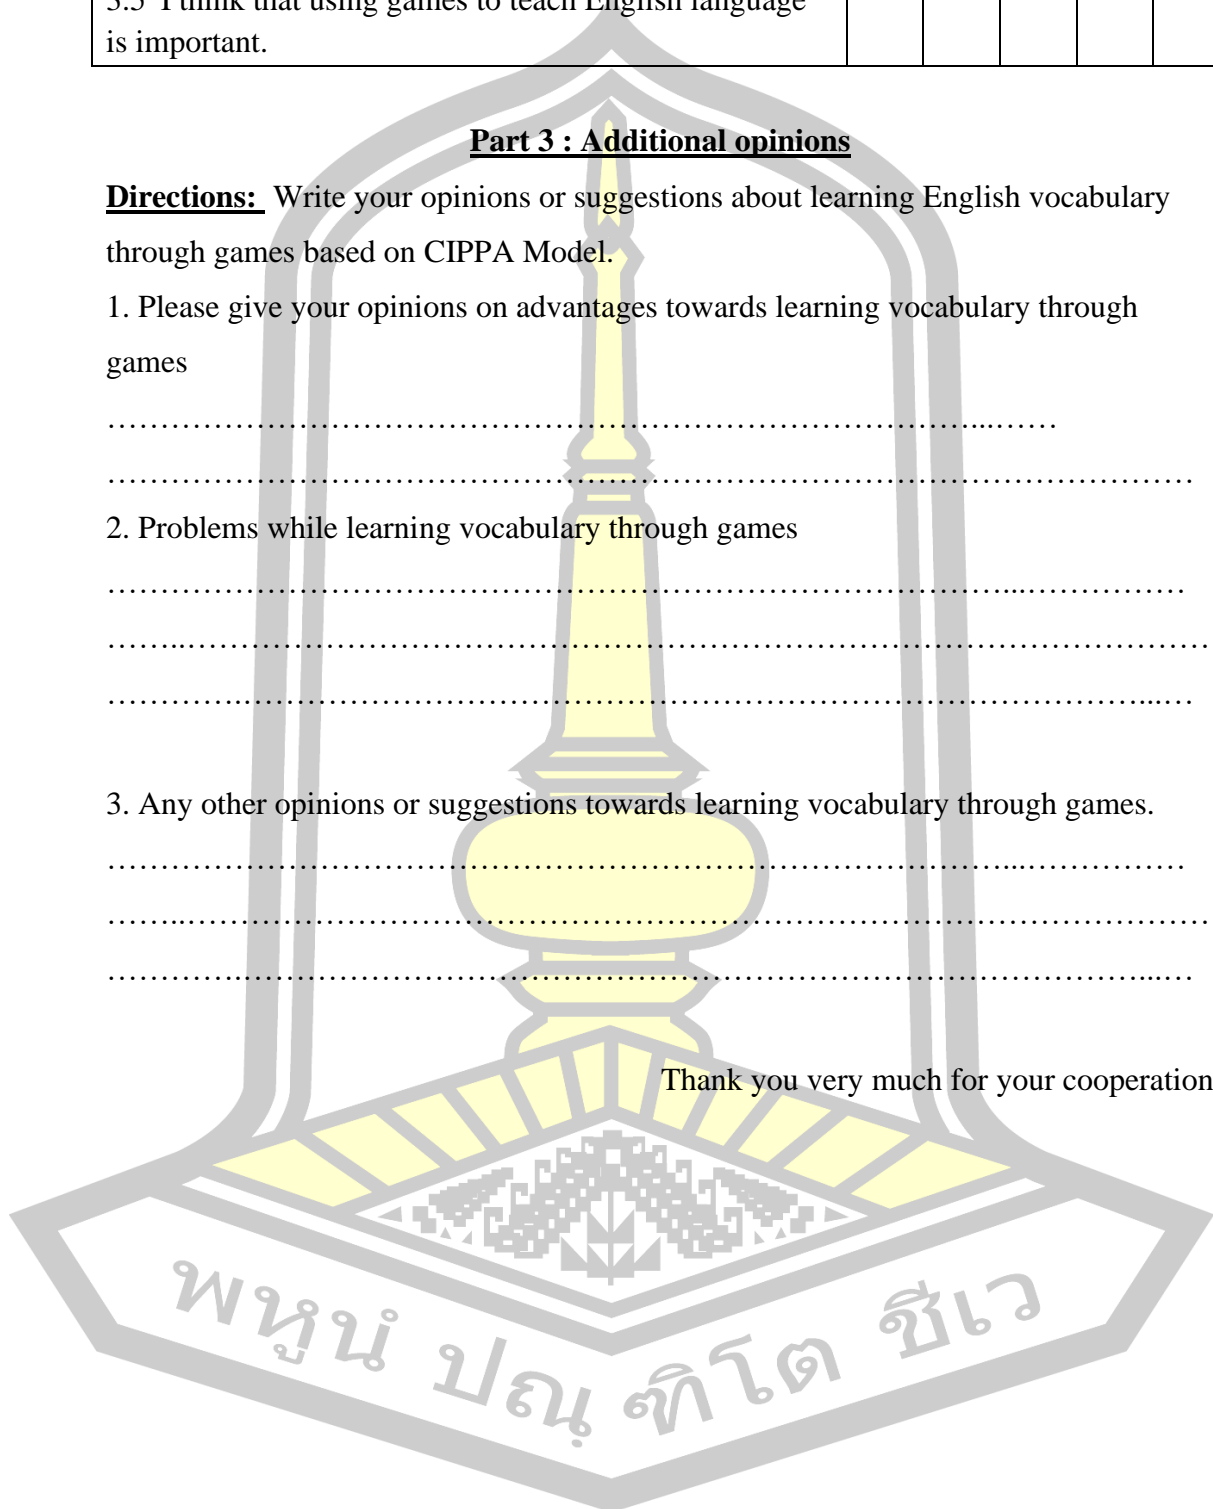 3.5 I think that using games to teach English language
is important.
Part 3 : Additional opinions
Directions: Write your opinions or suggestions about learning English vocabulary
through games based on CIPPA Model.
1. Please give your opinions on advantages towards learning vocabulary through
games
………………………………………………………………………...……
…………………………………………………………………………………………
2. Problems while learning vocabulary through games
…………………………………………………………………………...……………
……..……………………………………………………………………………………
………….…………………………………………………………………………...…
3. Any other opinions or suggestions towards learning vocabulary through games.
…………………………………………………………………………...……………
……..……………………………………………………………………………………
………….…………………………………………………………………………...…
Thank you very much for your cooperation
พหูนํ ปณฺฑิโต ชีเว